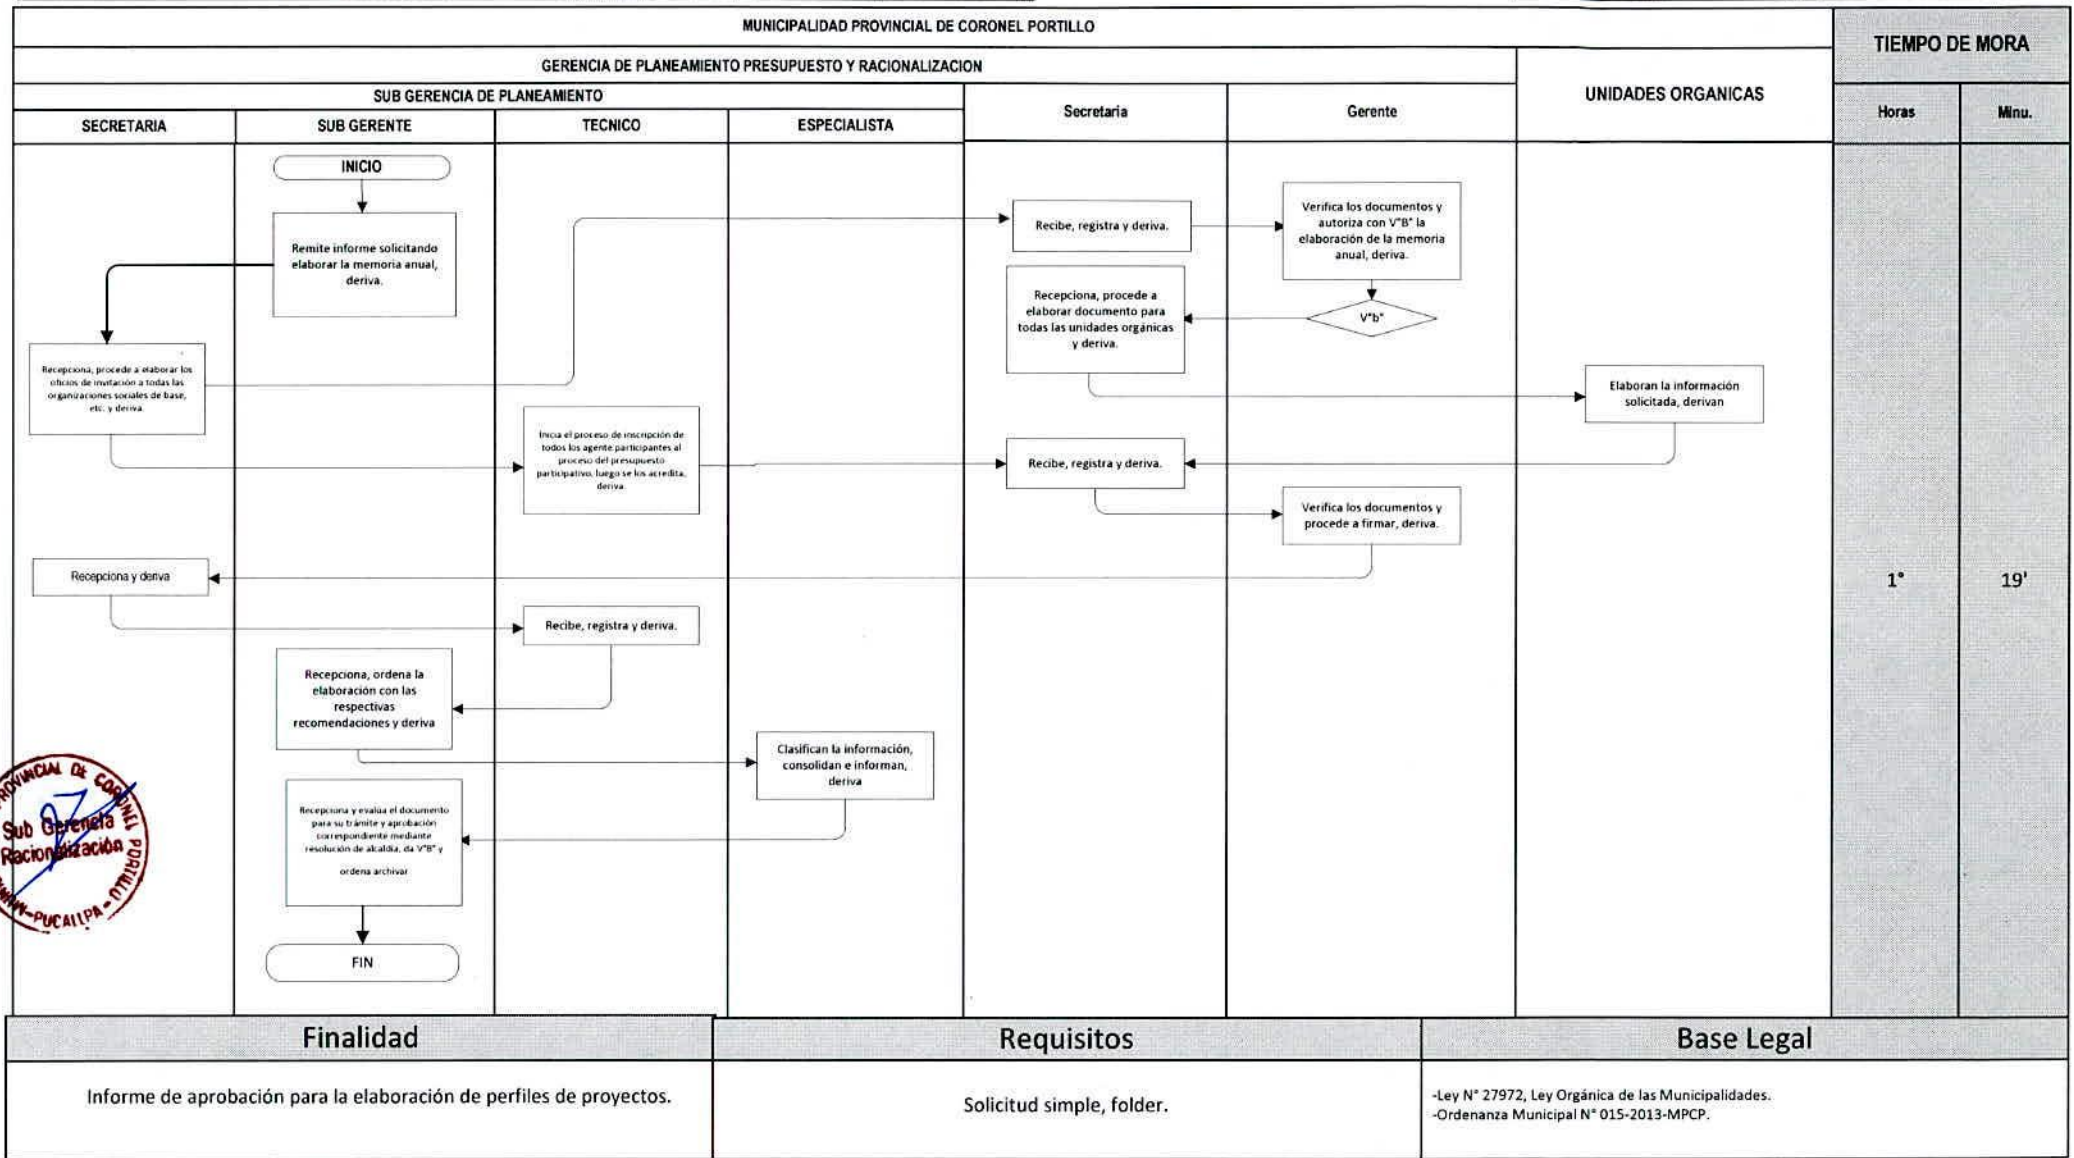 MUNICIPALIDAD PROVINCIAL DE CORONEL PORTILLO
TIEMPO DE MORA
GERENCIA DE PLANEAMIENTO PRESUPUESTO Y RACIONALIZACION
UNIDADES ORGANICAS
SUB GERENCIA DE PLANEAMIENTO
Secretaria
Gerente
Horas
Minu.
SECRETARIA
SUB GERENTE
TECNICO
ESPECIALISTA
INICIO
Remite informe solicitando
elaborar la memoria anual,
deriva.
Recibe, registra y deriva.
Verifica los documentos y
autoriza con V°B° la
elaboración de la memoria
anual, deriva.
V°b°
Recepciona, procede a
elaborar documento para
todas las unidades orgánicas
y deriva.
Recepciona, procede a elaborar los
oficios de invitación a todas las
organizaciones sociales de base,
etc. y deriva.
Elaboran la información
solicitada, derivan
Inicia el proceso de inscripción de
todos los agente participantes al
proceso del presupuesto
participativo, luego se los acredita,
deriva.
Recibe, registra y deriva.
Verifica los documentos y
procede a firmar, deriva.
Recepciona y deriva
1°
19'
Recibe, registra y deriva.
Recepciona, ordena la
elaboración con las
respectivas
recomendaciones y deriva
Clasifican la información,
consolidan e informan,
deriva
Recepciona y evalúa el documento
para su trámite y aprobación
correspondiente mediante
resolución de alcaldía, da V°B° y
ordena archivar
FIN
PROVINCIAL DE CORONEL PORTILLO
Sub Gerencia
Racionalización
PUCALLPA
Finalidad
Requisitos
Base Legal
Informe de aprobación para la elaboración de perfiles de proyectos.
Solicitud simple, folder.
-Ley N° 27972, Ley Orgánica de las Municipalidades.
-Ordenanza Municipal N° 015-2013-MPCP.